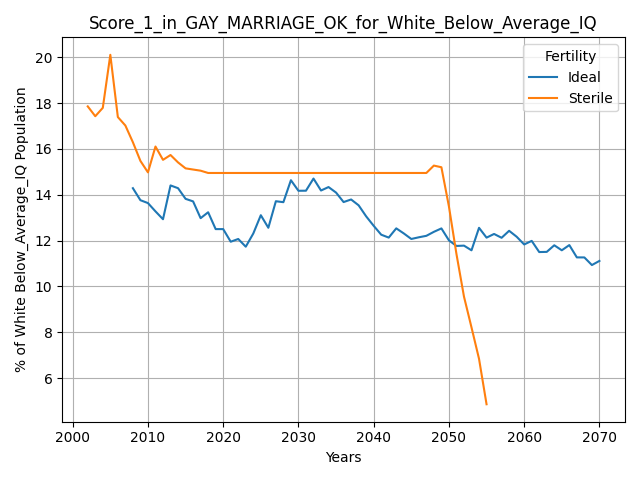 Score_1_in_GAY_MARRIAGE_OK_for_White_Below_Average_IQ
Fertility
Ideal
Sterile
% of White Below_Average_IQ Population
20
18
16
14
12
10
8
6
2000 2010 2020 2030 2040 2050 2060 2070
Years